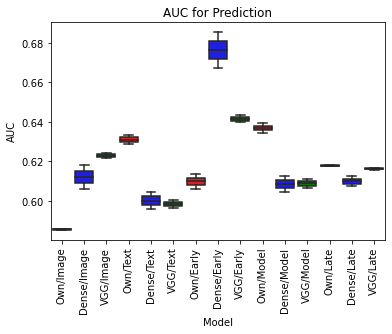 AUC for Prediction
AUC
0.68
0.66
0.64
0.62
0.60
Own/Image
Dense/Image
VGG/Image
Own/Text
Dense/Text
VGG/Text
Own/Early
Dense/Early
VGG/Early
Own/Model
Dense/Model
VGG/Model
Own/Late
Dense/Late
VGG/Late
Model